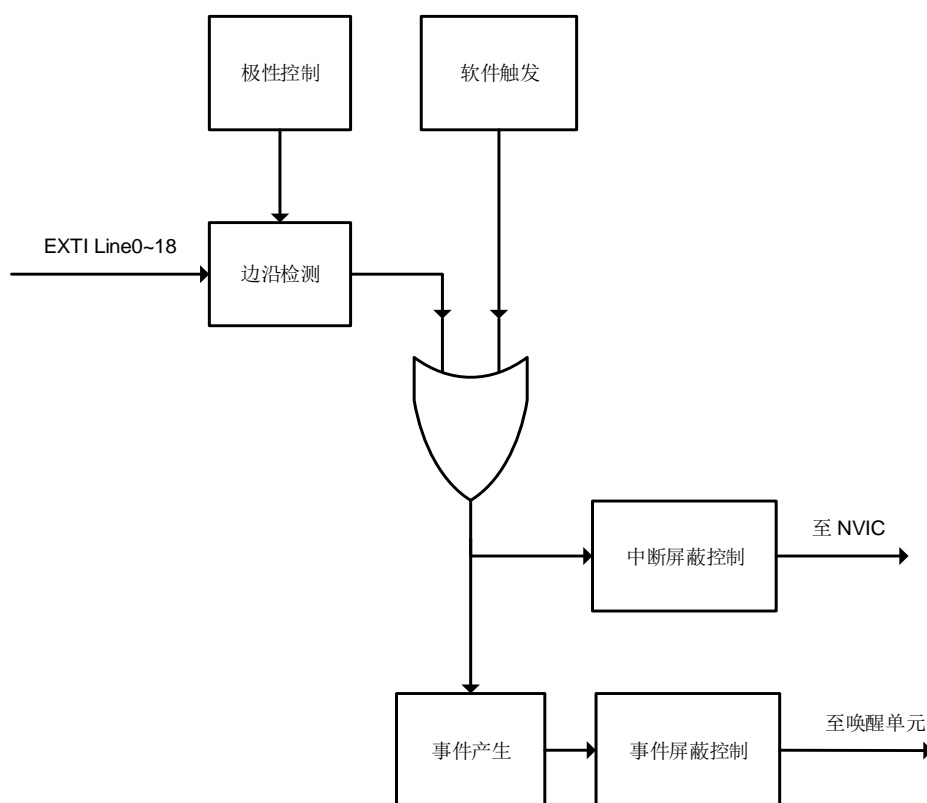 极性控制
软件触发
EXTI Line0~18
边沿检测
至 NVIC
中断屏蔽控制
至唤醒单元
事件产生
事件屏蔽控制